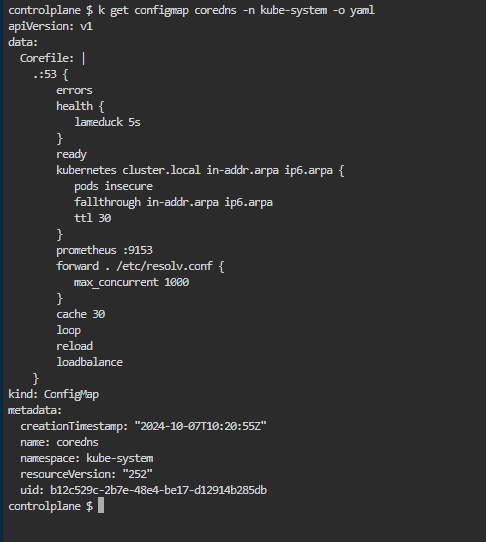 controlplane $ k get configmap coredns -n kube-system -o yaml
apiVersion: v1
data:
  Corefile: |
    .:53 {
        errors
        health {
           lameduck 5s
        }
        ready
        kubernetes cluster.local in-addr.arpa ip6.arpa {
           pods insecure
           fallthrough in-addr.arpa ip6.arpa
           ttl 30
        }
        prometheus :9153
        forward . /etc/resolv.conf {
           max_concurrent 1000
        }
        cache 30
        loop
        reload
        loadbalance
    }
kind: ConfigMap
metadata:
  creationTimestamp: "2024-10-07T10:20:55Z"
  name: coredns
  namespace: kube-system
  resourceVersion: "252"
  uid: b12c529c-2b7e-48e4-be17-d12914b285db
controlplane $